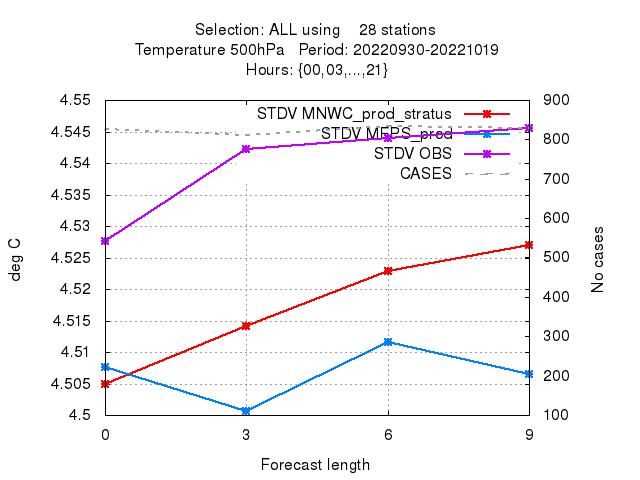 Selection: ALL using 28 stations
Temperature 500hPa Period: 20220930-20221019
Hours: {00,03,...,21}
4.55
4.545
4.54
4.535
4.53
4.525
4.52
4.515
4.51
4.505
4.5
deg C
STDV MNWC_prod_stratus
STDV MEPS_prod
STDV OBS
CASES
900
800
700
600
500
400
300
200
100
No cases
0
3
6
9
Forecast length